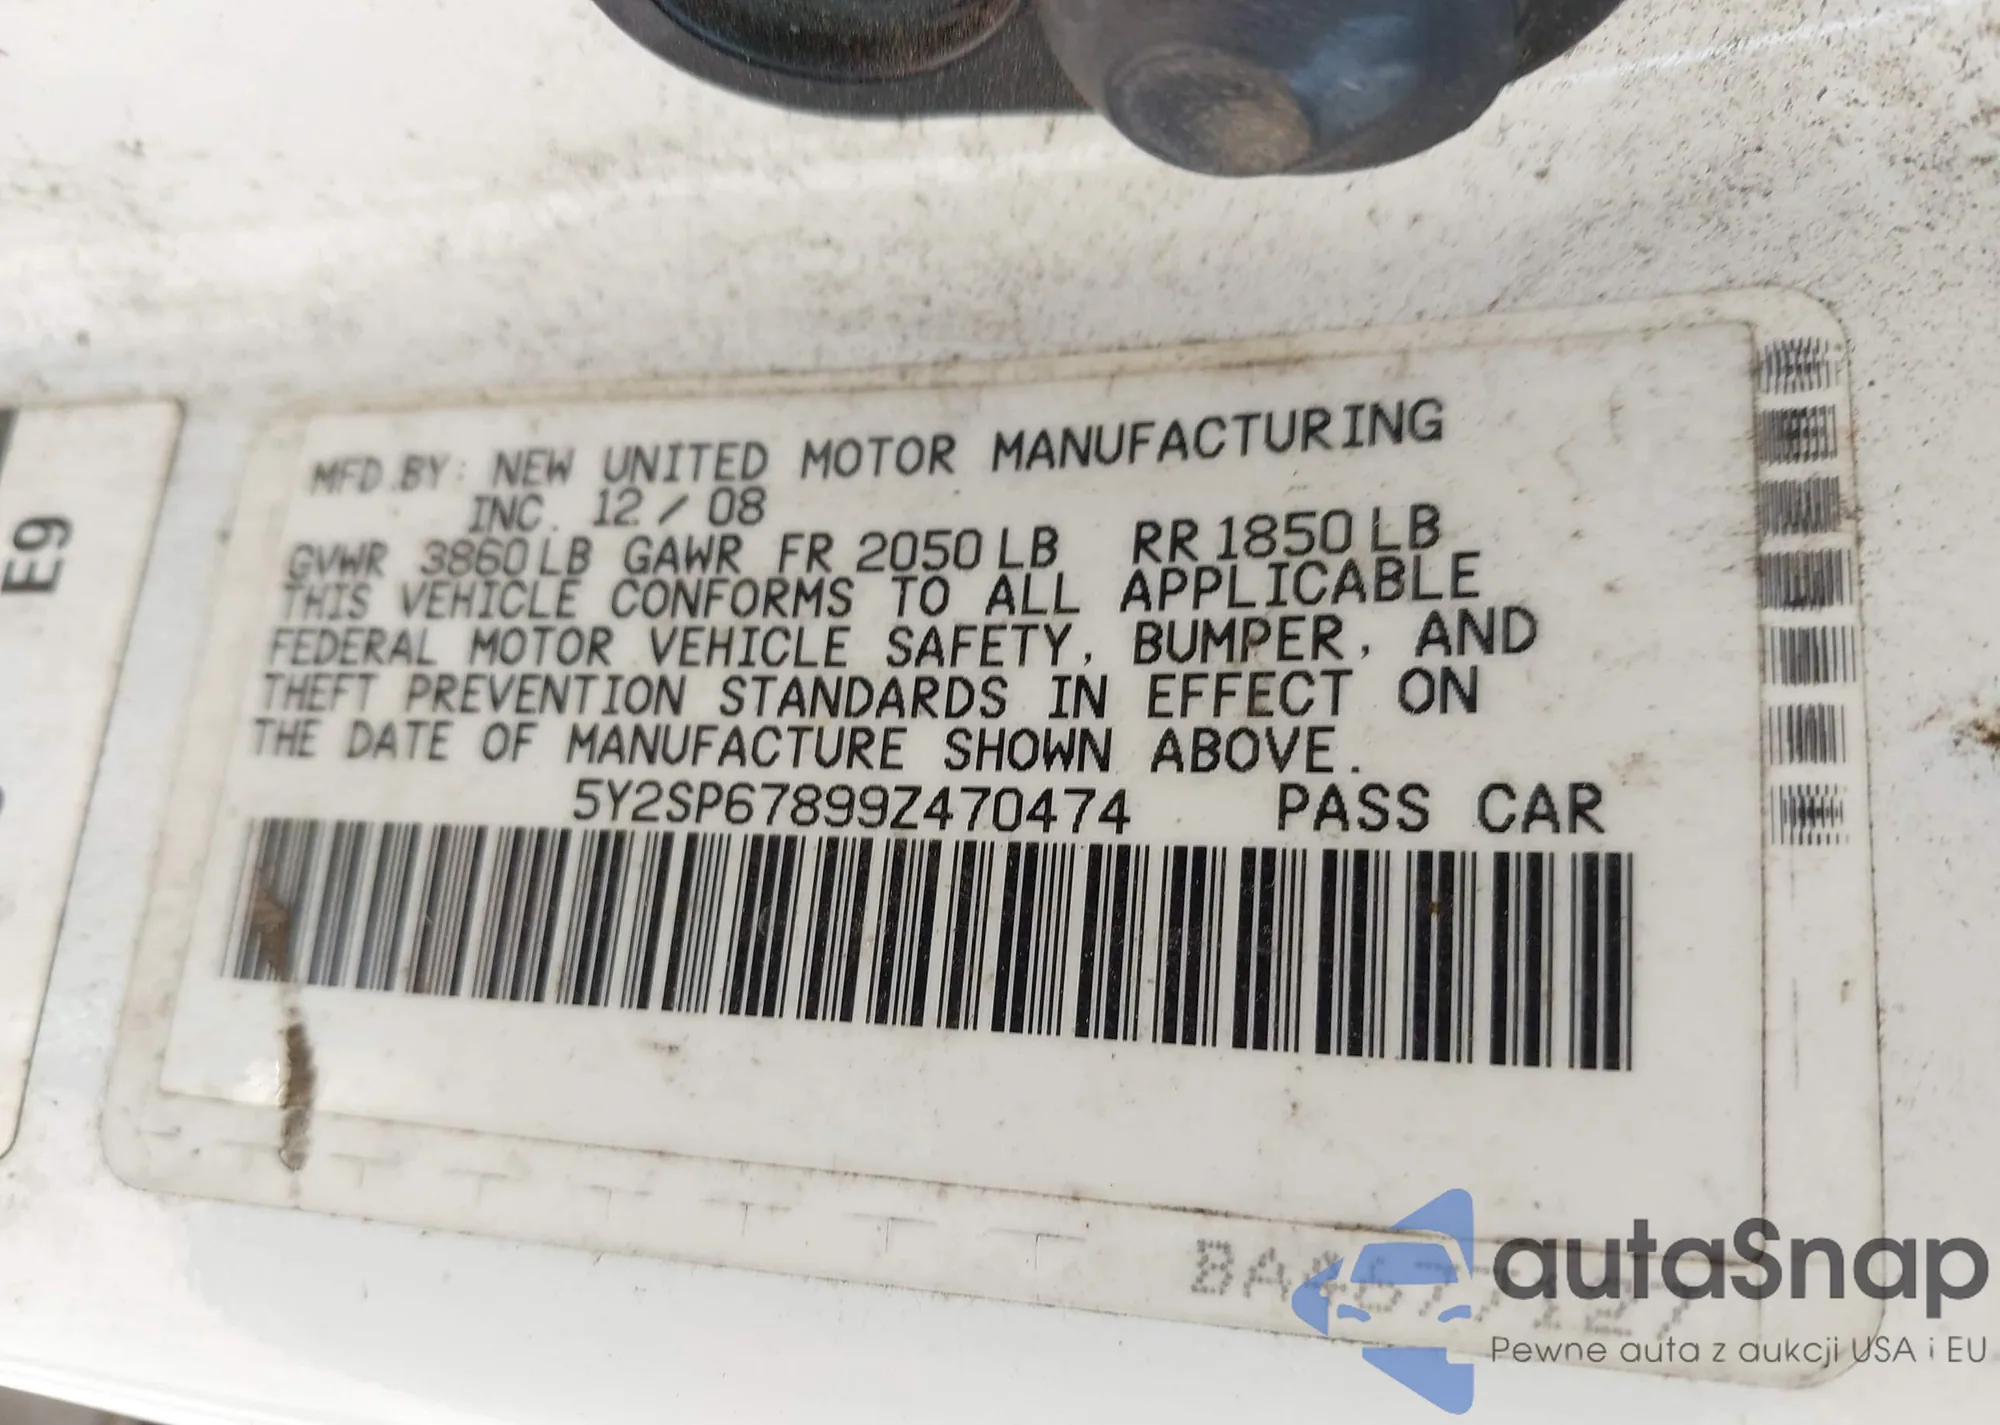 MFD.BY: NEW UNITED MOTOR MANUFACTURING
INC. 12 / 08
GVWR 3860LB GAWR FR 2050 LB RR 1850 LB
THIS VEHICLE CONFORMS TO ALL APPLICABLE
FEDERAL MOTOR VEHICLE SAFETY, BUMPER, AND
THEFT PREVENTION STANDARDS IN EFFECT ON
THE DATE OF MANUFACTURE SHOWN ABOVE.
5Y2SP67899Z470474 PASS CAR
E9
autaSnap
Pewne auta z aukcji USA i EU